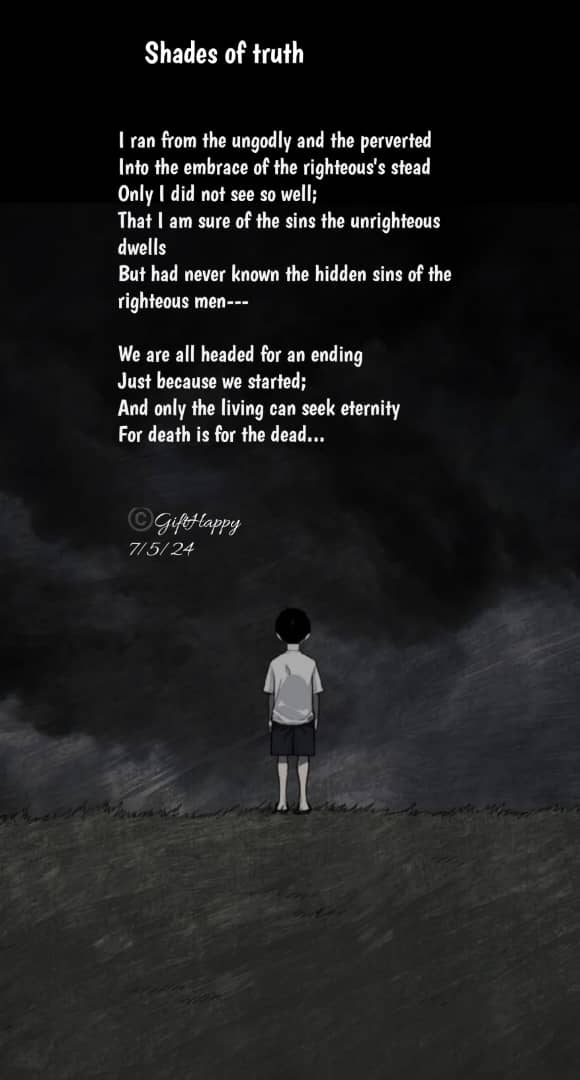 Shades of truth
I ran from the ungodly and the perverted
Into the embrace of the righteous's stead
Only I did not see so well;
That I am sure of the sins the unrighteous
dwells
But had never known the hidden sins of the
righteous men---
We are all headed for an ending
Just because we started;
And only the living can seek eternity
For death is for the dead...
©GiftHappy
7/5/24